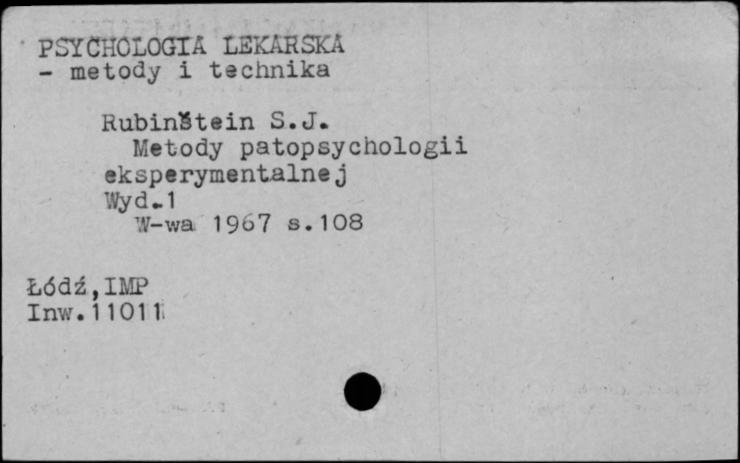 PSYCHOLOGIA LEKARSKA
- metody i technika
Rubinštein S.J.
Metody patopsychologii
eksperymentalnej
Wyd.1
W-wa 1967 s.108
Łódź,IMP
Inw.11011